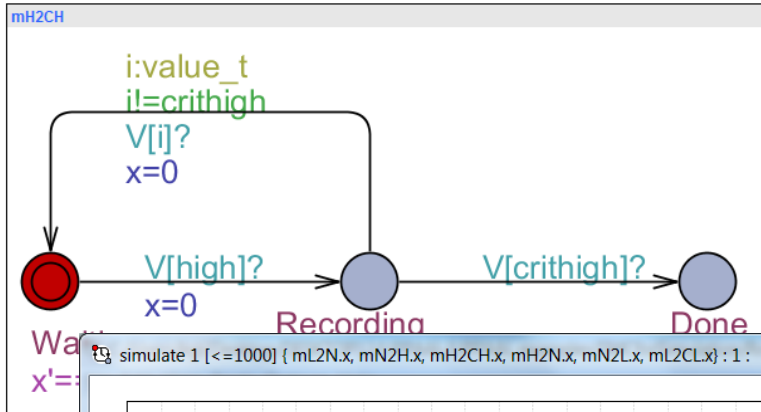 mH2CH
i:value_t
i!=crithigh
V[i]?
x=0
V[high]?
x=0
V[crithigh]?
Recording
Done
x'==
simulate 1 [<=1000] { mL2N.x, mN2H.x, mH2CH.x, mH2N.x, mN2L.x, mL2CL.x} : 1 :